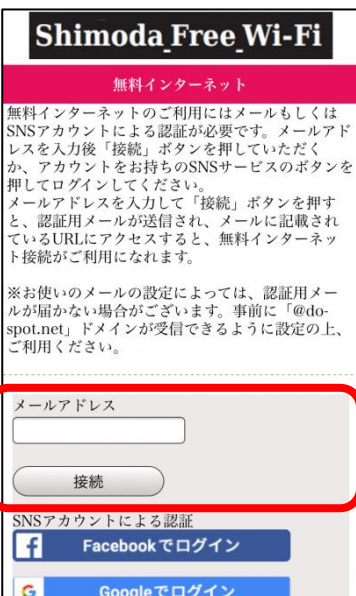 Shimoda_Free_Wi-Fi
無料インターネット
無料インターネットのご利用にはメールもしくは
SNSアカウントによる認証が必要です。メールアド
レスを入力後「接続」ボタンを押していただく
か、アカウントをお持ちのSNSサービスのボタンを
押してログインしてください。
メールアドレスを入力して「接続」ボタンを押す
と、認証用メールが送信され、メールに記載され
ているURLにアクセスすると、無料インターネッ
ト接続がご利用になれます。
※お使いのメールの設定によっては、認証用メー
ルが届かない場合がございます。事前に「@do-
spot.net」ドメインが受信できるように設定の上、
ご利用ください。
メールアドレス
接続
SNSアカウントによる認証
f Facebookでログイン
G Googleでログイン